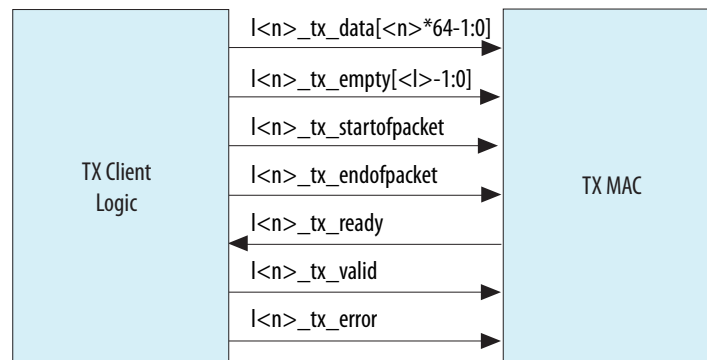 l<n>_tx_data[<n>*64-1:0]
l<n>_tx_empty[<l>-1:0]
l<n>_tx_startofpacket
TX Client
Logic
l<n>_tx_endofpacket
TX MAC
l<n>_tx_ready
l<n>_tx_valid
l<n>_tx_error